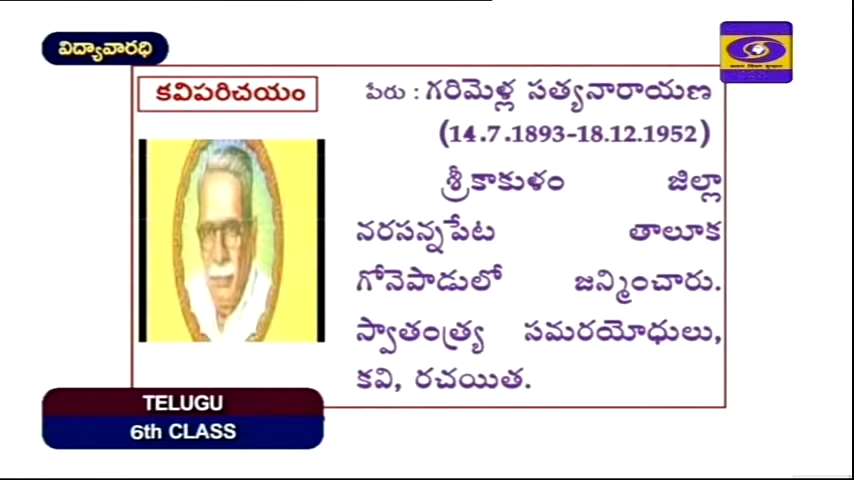 విద్యావారధి
కవిపరిచయం
పేరు : గరిమెళ్ల సత్యనారాయణ
(14.7.1893-18.12.1952)
శ్రీకాకుళం జిల్లా
నరసన్నపేట తాలూక
గోనెపాడులో జన్మించారు.
స్వాతంత్ర్య సమరయోధులు,
కవి, రచయిత.
TELUGU
6th CLASS